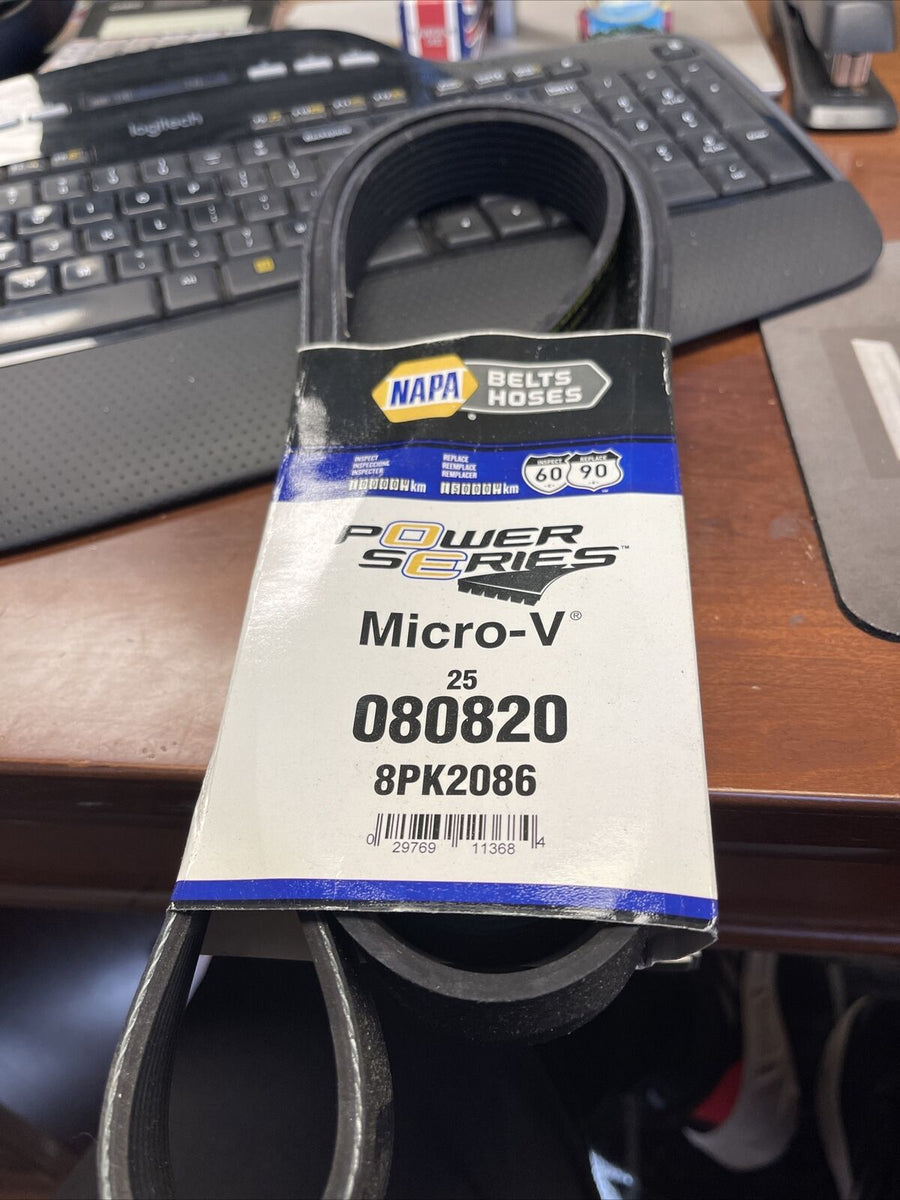 logitech
NAPA
BELTS
HOSES
INSPECT
INSPECCIONE
INSPECTER
km
REPLACE
REEMPLACE
REMPLACER
km
INSPECT
60
REPLACE
90
POWER
SERIES™
Micro-V®
25
080820
8PK2086
0 29769 11368 4